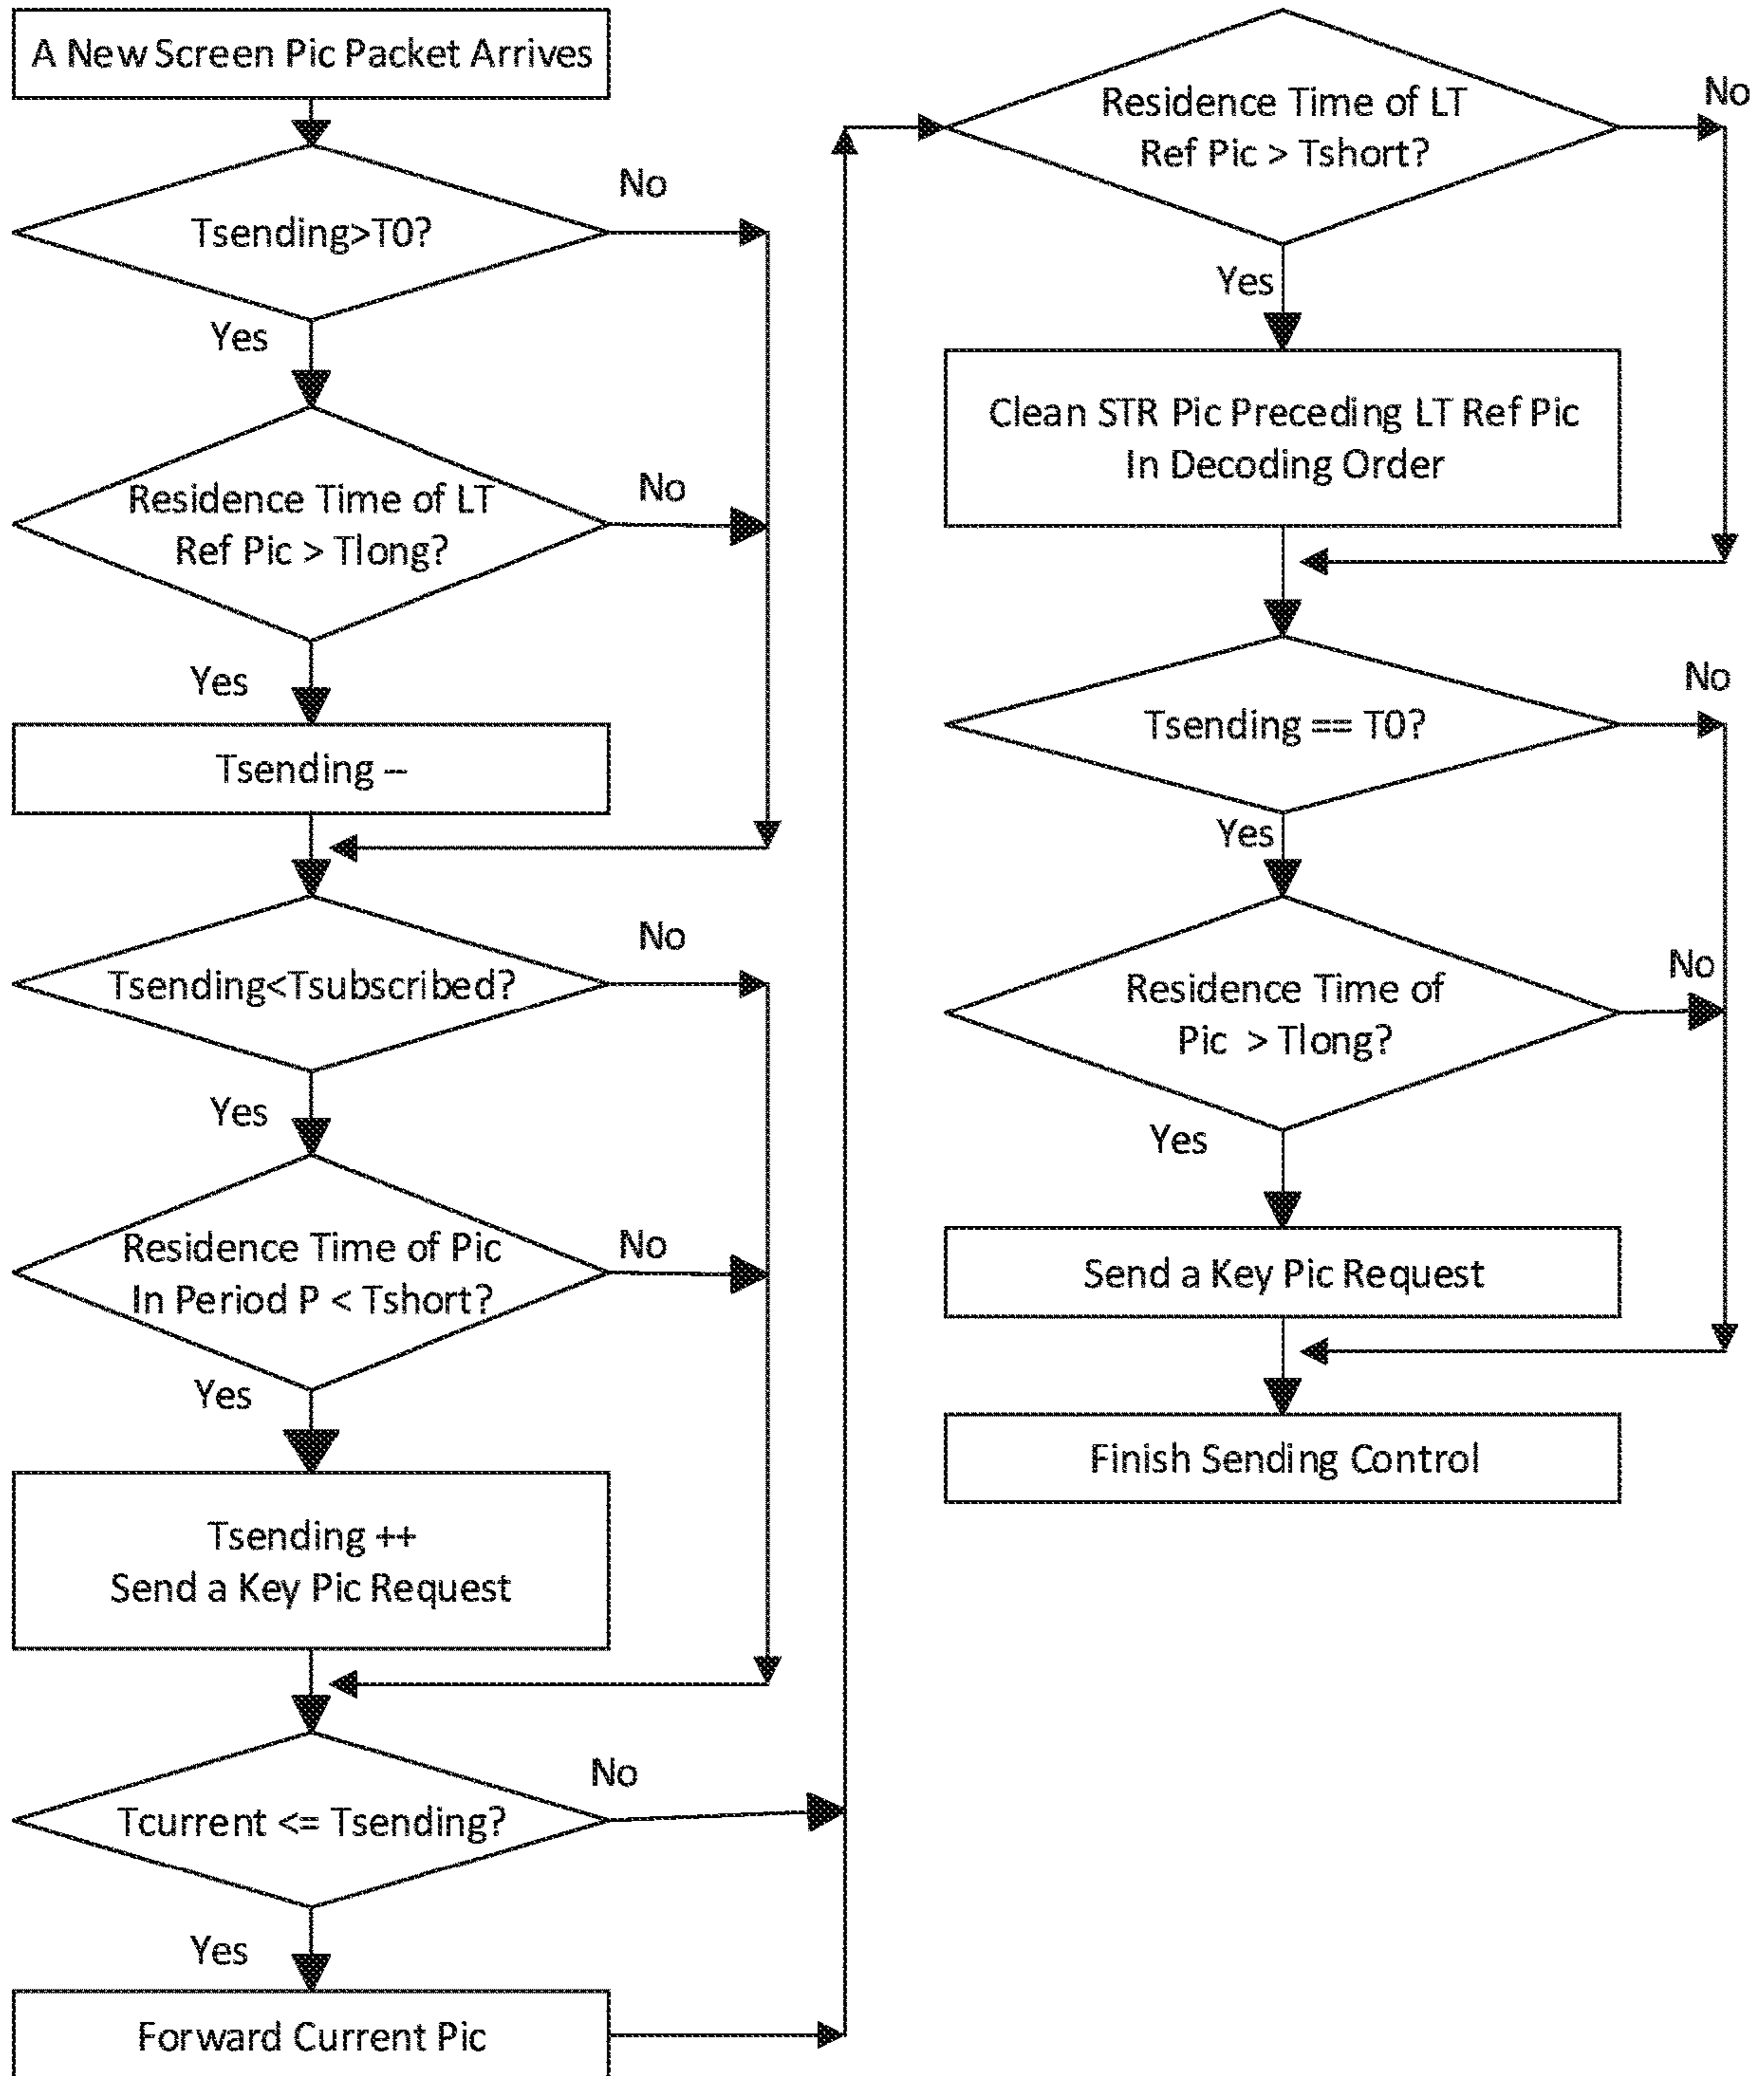 A New Screen Pic Packet Arrives
Tsending>T0?
No
Yes
Residence Time of LT
Ref Pic > Tlong?
No
Yes
Tsending --
Tsending<Tsubscribed?
No
Yes
Residence Time of Pic
In Period P < Tshort?
No
Yes
Tsending ++
Send a Key Pic Request
Tcurrent <= Tsending?
No
Yes
Forward Current Pic
Residence Time of LT
Ref Pic > Tshort?
No
Yes
Clean STR Pic Preceding LT Ref Pic
In Decoding Order
Tsending == T0?
No
Yes
Residence Time of
Pic > Tlong?
No
Yes
Send a Key Pic Request
Finish Sending Control